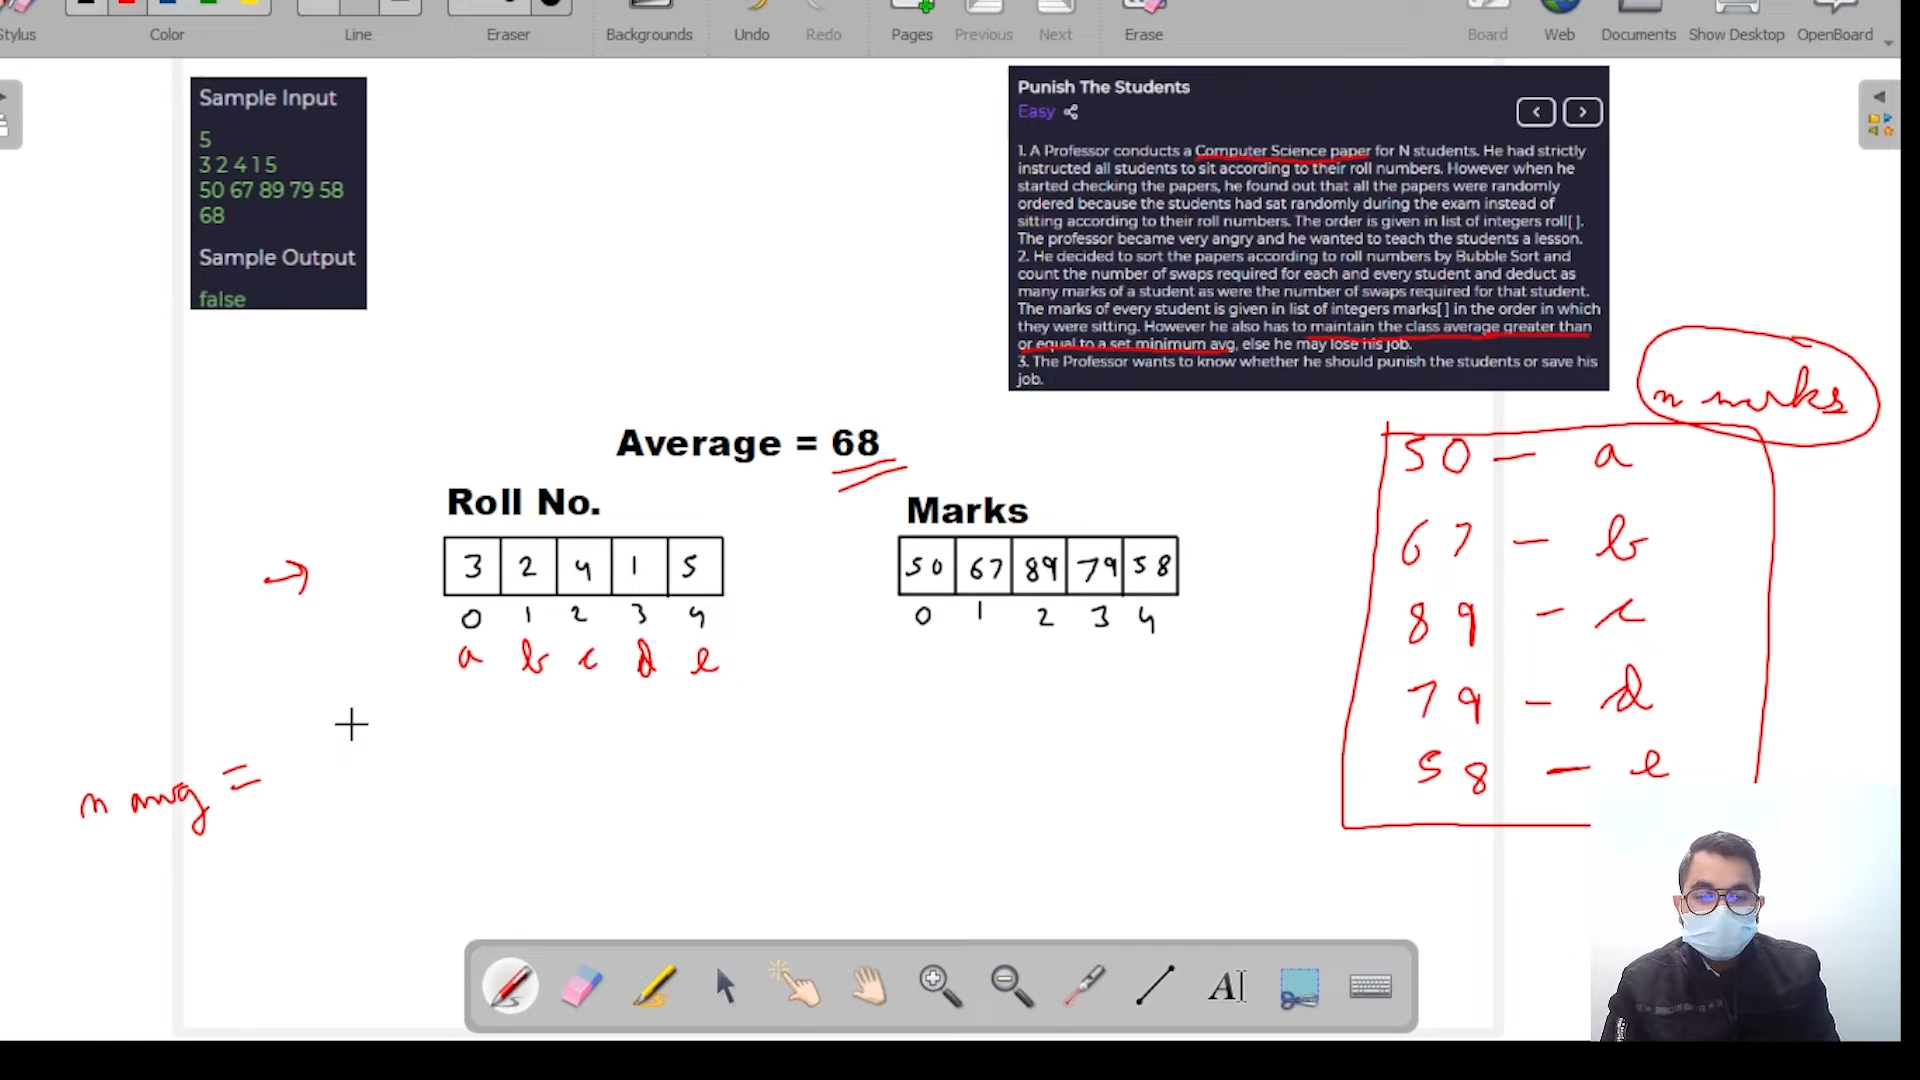 Stylus Color Line Eraser Backgrounds Undo Redo Pages Previous Next Erase Board Web Documents Show Desktop OpenBoard
Sample Input
5
3 2 4 1 5
50 67 89 79 58
68
Sample Output
false
Punish The Students
Easy
1. A Professor conducts a Computer Science paper for N students. He had strictly
instructed all students to sit according to their roll numbers. However when he
started checking the papers, he found out that all the papers were randomly
ordered because the students had sat randomly during the exam instead of
sitting according to their roll numbers. The order is given in list of integers roll[ ].
The professor became very angry and he wanted to teach the students a lesson.
2. He decided to sort the papers according to roll numbers by Bubble Sort and
count the number of swaps required for each and every student and deduct as
many marks of a student as were the number of swaps required for that student.
The marks of every student is given in list of integers marks[ ] in the order in which
they were sitting. However he also has to maintain the class average greater than
or equal to a set minimum avg, else he may lose his job.
3. The Professor wants to know whether he should punish the students or save his
job.
Average = 68
Roll No.
3 2 4 1 5
0 1 2 3 4
a b c d e
Marks
50 67 89 79 58
0 1 2 3 4
n marks
50 - a
67 - b
89 - c
79 - d
58 - e
n avg =